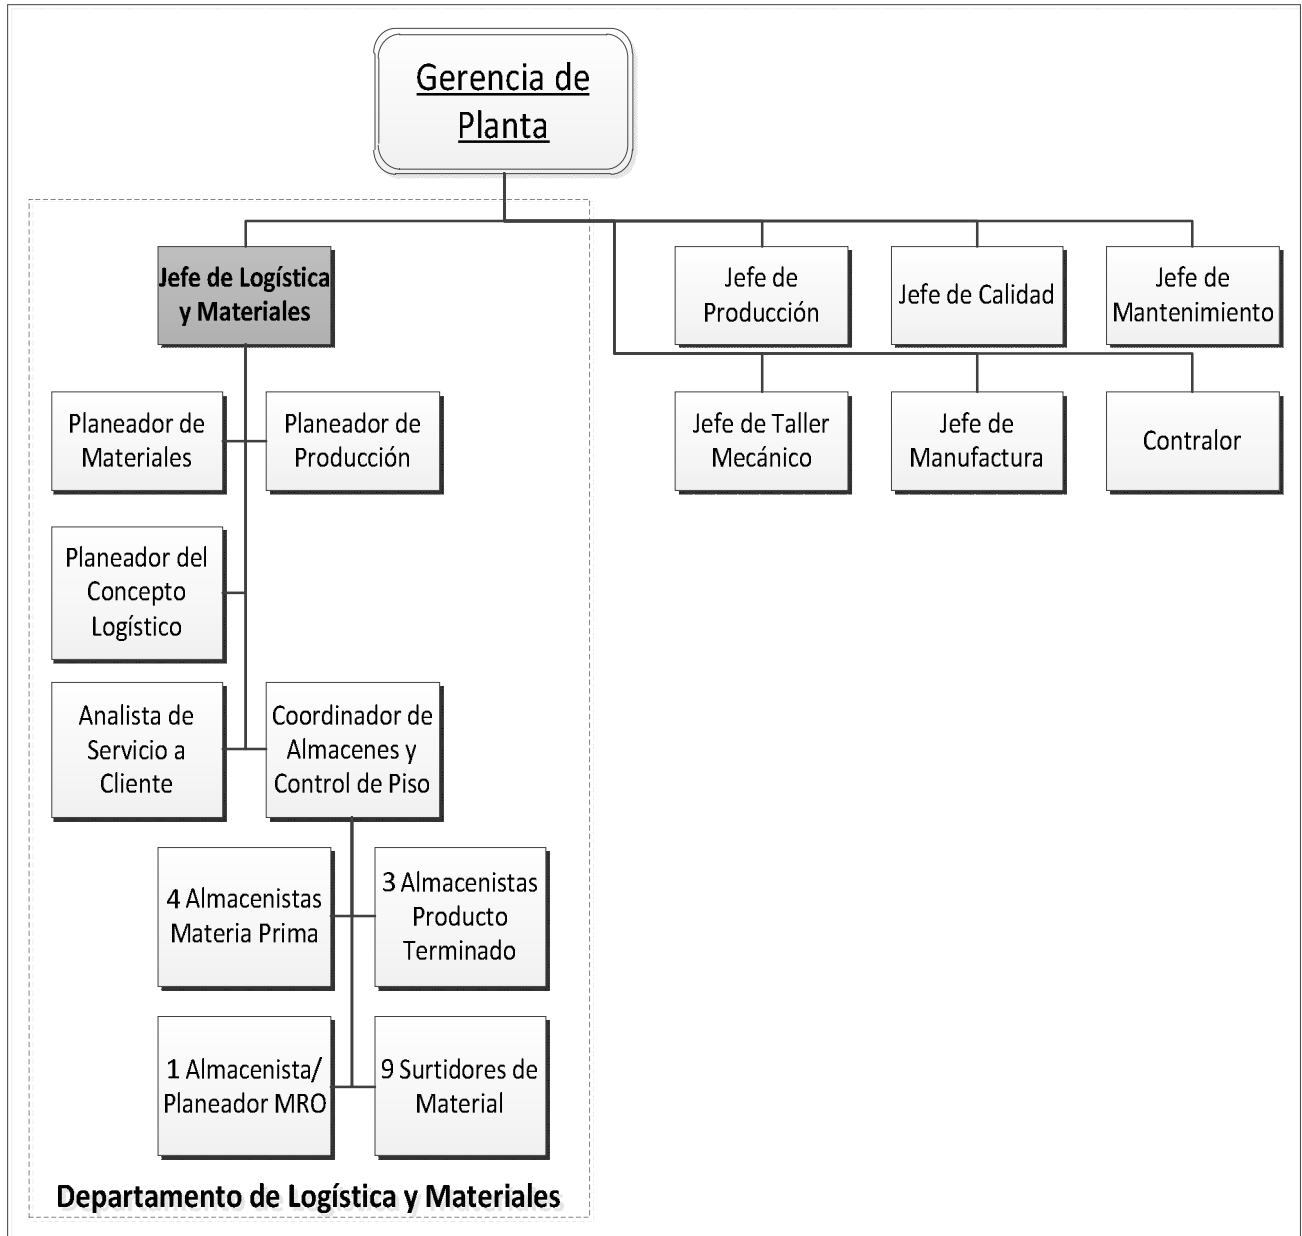 Gerencia de
Planta
Jefe de Logística
y Materiales
Jefe de
Producción
Jefe de Calidad
Jefe de
Mantenimiento
Planeador de
Materiales
Planeador de
Producción
Jefe de Taller
Mecánico
Jefe de
Manufactura
Contralor
Planeador del
Concepto
Logístico
Analista de
Servicio a
Cliente
Coordinador de
Almacenes y
Control de Piso
4 Almacenistas
Materia Prima
3 Almacenistas
Producto
Terminado
1 Almacenista/
Planeador MRO
9 Surtidores de
Material
Departamento de Logística y Materiales